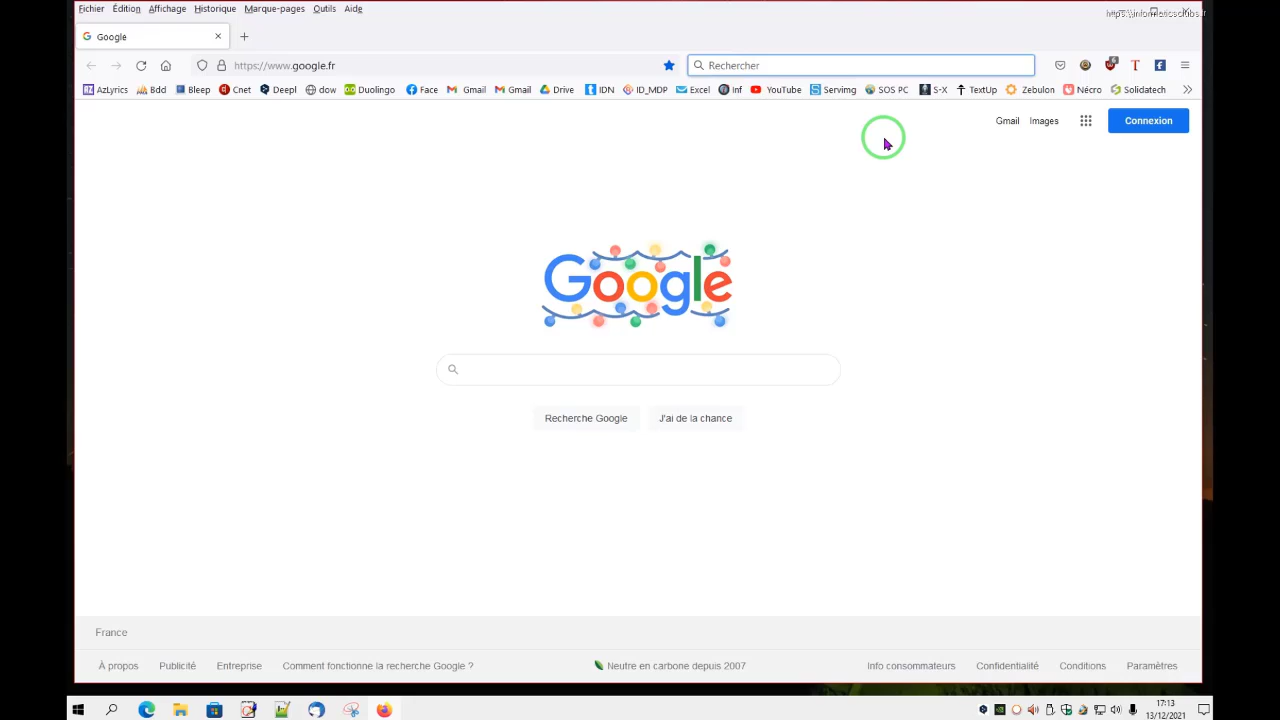 Fichier Édition Affichage Historique Marque-pages Outils Aide
https://informaticsclubs.fr
Google
https://www.google.fr
Rechercher
AzLyrics Bdd Bleep Cnet Deepl dow Duolingo Face Gmail Gmail Drive IDN ID_MDP Excel Inf YouTube Servimg SOS PC S-X TextUp Zebulon Nécro Solidatech
Gmail Images Connexion
Google
Recherche Google J'ai de la chance
France
À propos Publicité Entreprise Comment fonctionne la recherche Google ? Neutre en carbone depuis 2007 Info consommateurs Confidentialité Conditions Paramètres
17:13
13/12/2021